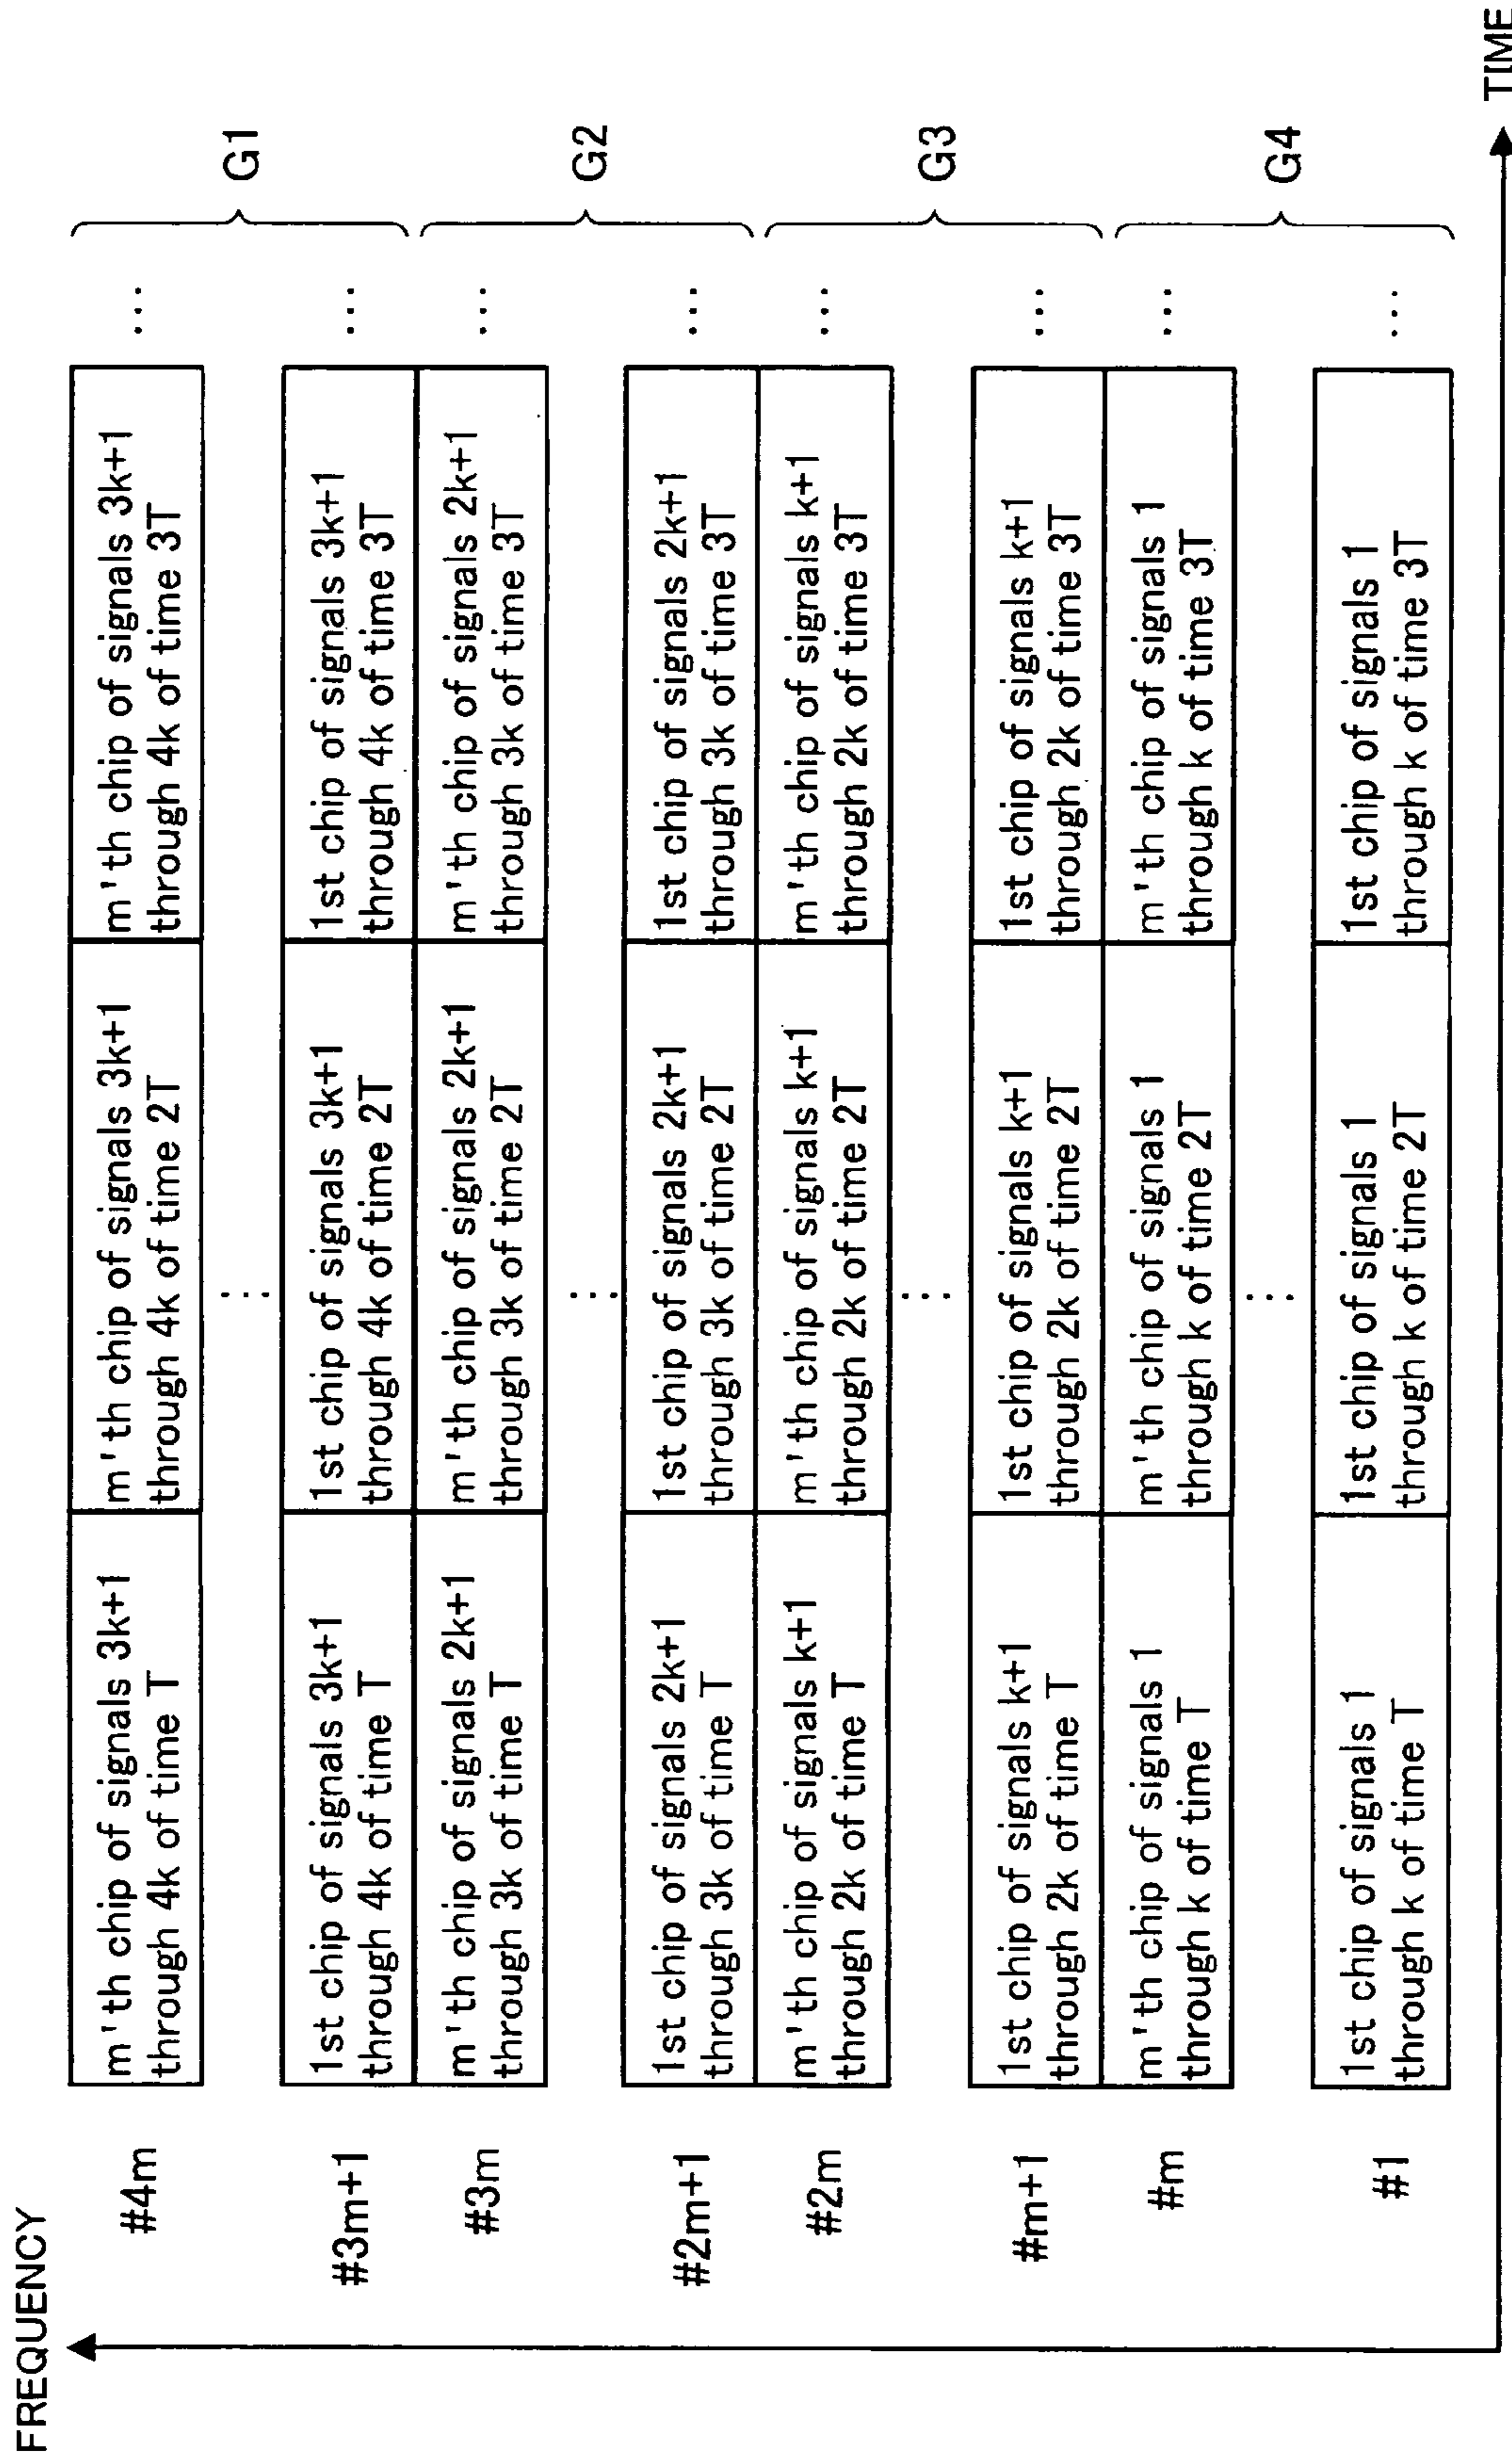 FREQUENCY
#4m
m'th chip of signals 3k+1
through 4k of time T
m'th chip of signals 3k+1
through 4k of time 2T
m'th chip of signals 3k+1
through 4k of time 3T
...
G1
...
#3m+1
1st chip of signals 3k+1
through 4k of time T
1st chip of signals 3k+1
through 4k of time 2T
1st chip of signals 3k+1
through 4k of time 3T
...
#3m
m'th chip of signals 2k+1
through 3k of time T
m'th chip of signals 2k+1
through 3k of time 2T
m'th chip of signals 2k+1
through 3k of time 3T
...
G2
...
#2m+1
1st chip of signals 2k+1
through 3k of time T
1st chip of signals 2k+1
through 3k of time 2T
1st chip of signals 2k+1
through 3k of time 3T
...
#2m
m'th chip of signals k+1
through 2k of time T
m'th chip of signals k+1
through 2k of time 2T
m'th chip of signals k+1
through 2k of time 3T
...
G3
...
#m+1
1st chip of signals k+1
through 2k of time T
1st chip of signals k+1
through 2k of time 2T
1st chip of signals k+1
through 2k of time 3T
...
#m
m'th chip of signals 1
through k of time T
m'th chip of signals 1
through k of time 2T
m'th chip of signals 1
through k of time 3T
...
G4
...
#1
1st chip of signals 1
through k of time T
1st chip of signals 1
through k of time 2T
1st chip of signals 1
through k of time 3T
...
TIME